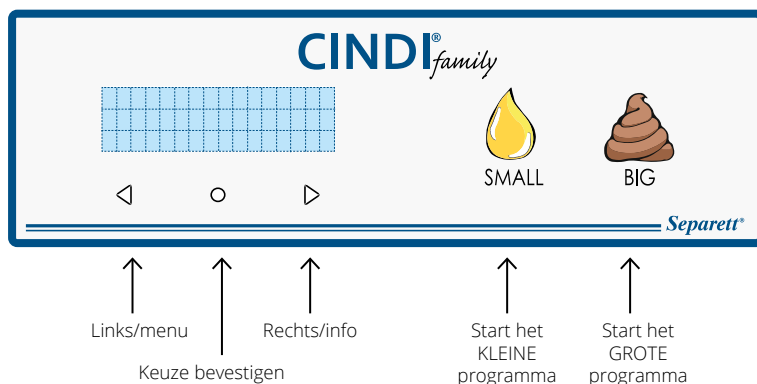 CINDI® family
SMALL
BIG
Separett®
Links/menu
Keuze bevestigen
Rechts/info
Start het
KLEINE
programma
Start het
GROTE
programma